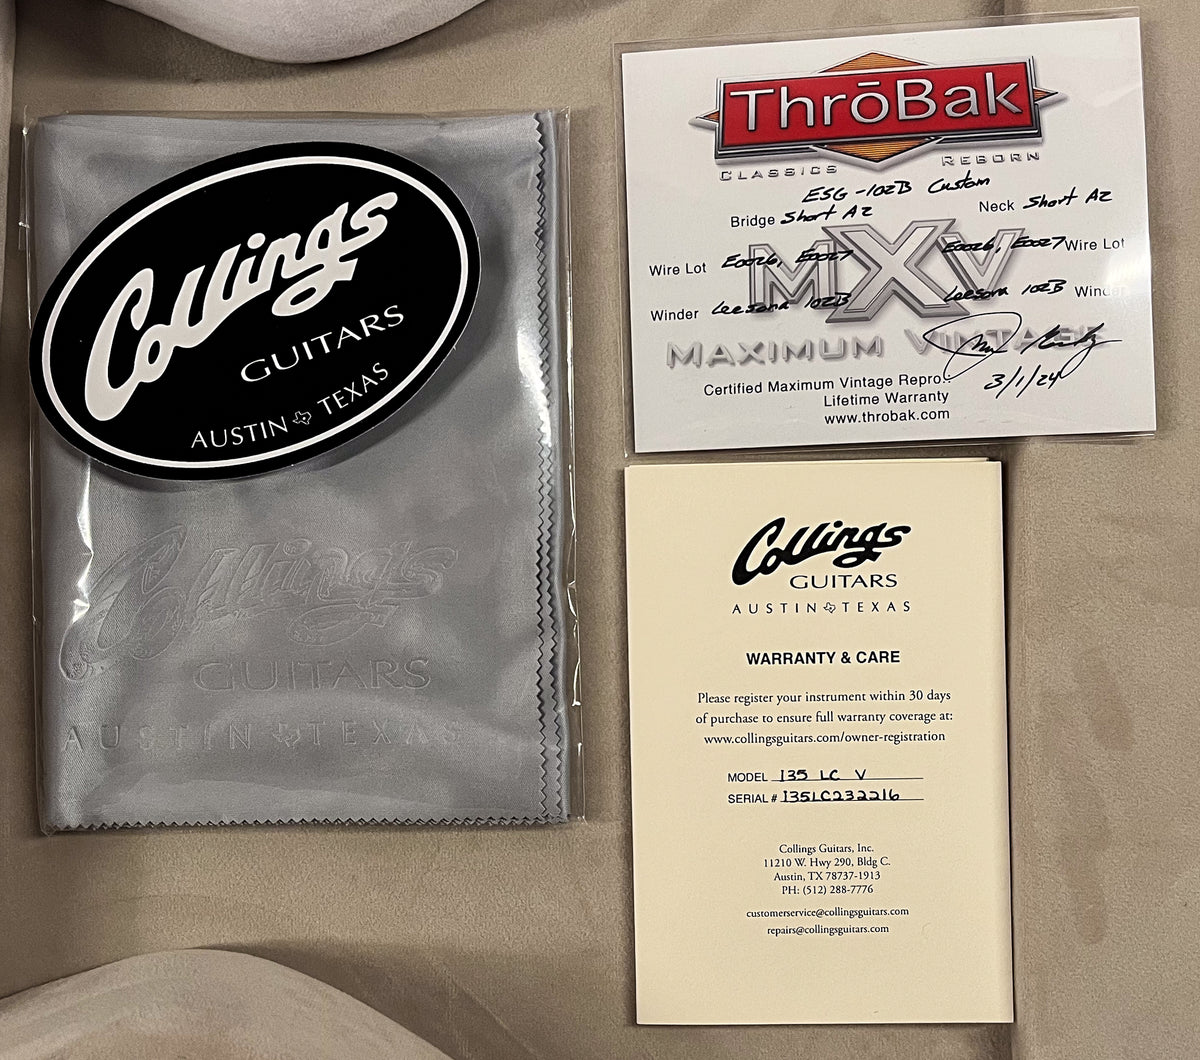 Collings
GUITARS
AUSTIN TEXAS
Collings
GUITARS
AUSTIN TEXAS
ThrōBak
CLASSICS REBORN
ESG-102B Custom
Bridge Short A2 Neck Short A2
Wire Lot E0026, E0027 E0026, E0027 Wire Lot
Winder Leesona 102B Leesona 102B Winder
MXV
MAXIMUM VINTAGE
3/1/24
Certified Maximum Vintage Repro.
Lifetime Warranty
www.throbak.com
Collings
GUITARS
AUSTIN TEXAS
WARRANTY & CARE
Please register your instrument within 30 days
of purchase to ensure full warranty coverage at:
www.collingsguitars.com/owner-registration
MODEL I35 LC V
SERIAL # I35LC232216
Collings Guitars, Inc.
11210 W. Hwy 290, Bldg C.
Austin, TX 78737-1913
PH: (512) 288-7776
customerservice@collingsguitars.com
repairs@collingsguitars.com